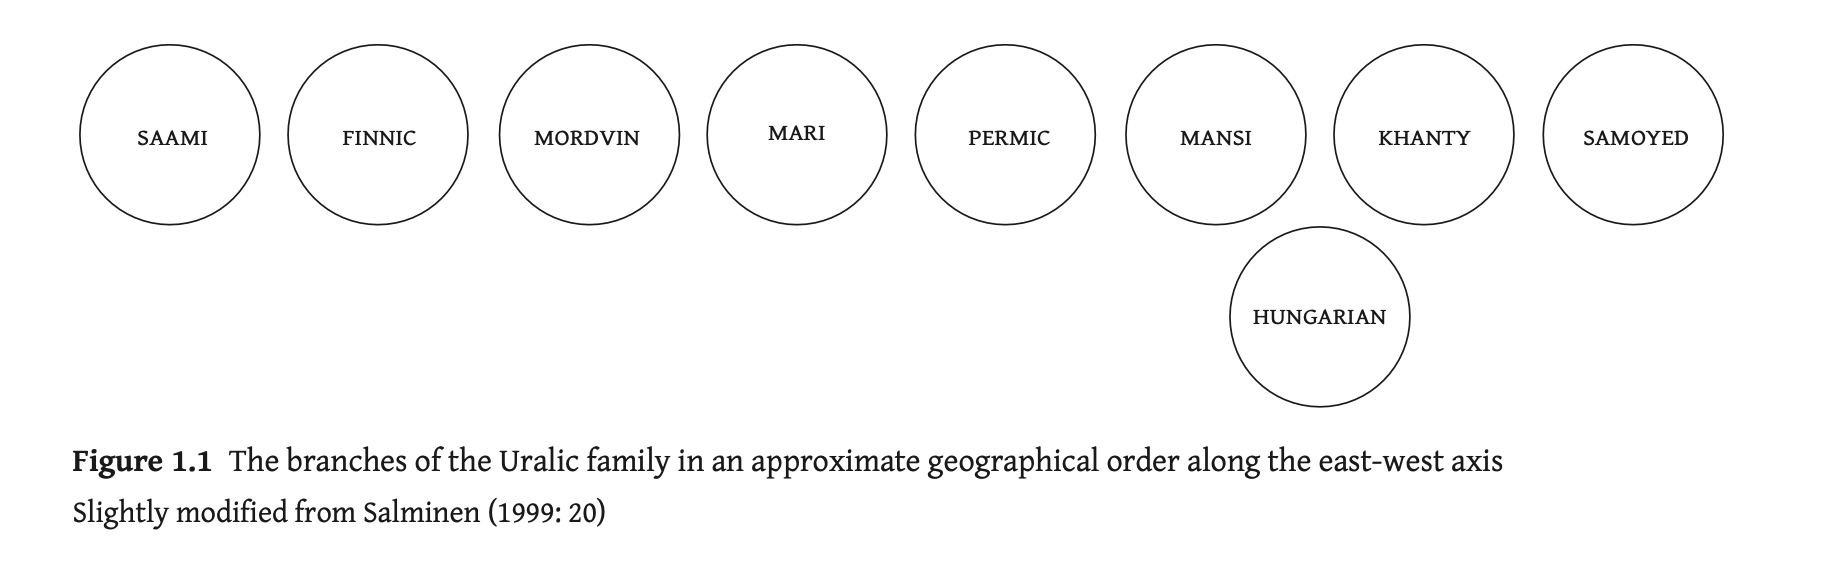 SAAMI FINNIC MORDVIN MARI PERMIC MANSI KHANTY SAMOYED
HUNGARIAN
Figure 1.1 The branches of the Uralic family in an approximate geographical order along the east-west axis
Slightly modified from Salminen (1999: 20)